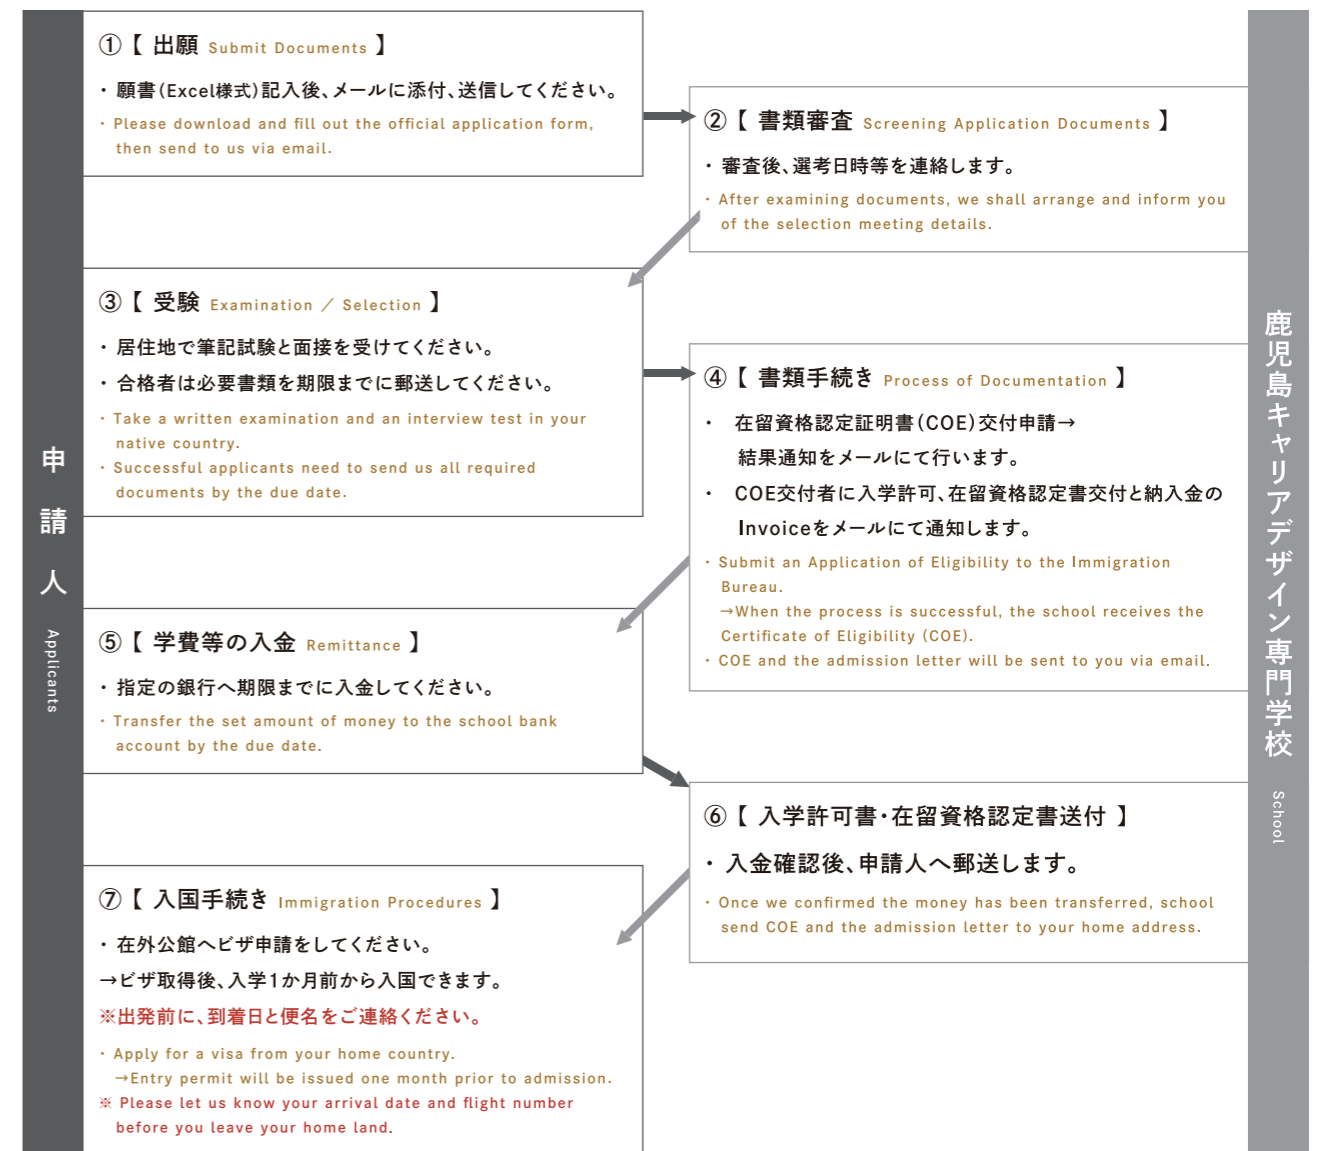 申請人
Applicants
①【 出願 Submit Documents 】
・ 願書(Excel様式)記入後、メールに添付、送信してください。
・ Please download and fill out the official application form,
then send to us via email.
②【 書類審査 Screening Application Documents 】
・ 審査後、選考日時等を連絡します。
・ After examining documents, we shall arrange and inform you
of the selection meeting details.
③【 受験 Examination ／ Selection 】
・ 居住地で筆記試験と面接を受けてください。
・ 合格者は必要書類を期限までに郵送してください。
・ Take a written examination and an interview test in your
native country.
・ Successful applicants need to send us all required
documents by the due date.
④【 書類手続き Process of Documentation 】
・ 在留資格認定証明書(COE)交付申請→
結果通知をメールにて行います。
・ COE交付者に入学許可、在留資格認定書交付と納入金の
Invoiceをメールにて通知します。
・ Submit an Application of Eligibility to the Immigration
Bureau.
→When the process is successful, the school receives the
Certificate of Eligibility (COE).
・ COE and the admission letter will be sent to you via email.
⑤【 学費等の入金 Remittance 】
・ 指定の銀行へ期限までに入金してください。
・ Transfer the set amount of money to the school bank
account by the due date.
⑥【 入学許可書・在留資格認定書送付 】
・ 入金確認後、申請人へ郵送します。
・ Once we confirmed the money has been transferred, school
send COE and the admission letter to your home address.
⑦【 入国手続き Immigration Procedures 】
・ 在外公館へビザ申請をしてください。
→ビザ取得後、入学1か月前から入国できます。
※出発前に、到着日と便名をご連絡ください。
・ Apply for a visa from your home country.
→Entry permit will be issued one month prior to admission.
※ Please let us know your arrival date and flight number
before you leave your home land.
鹿児島キャリアデザイン専門学校
School